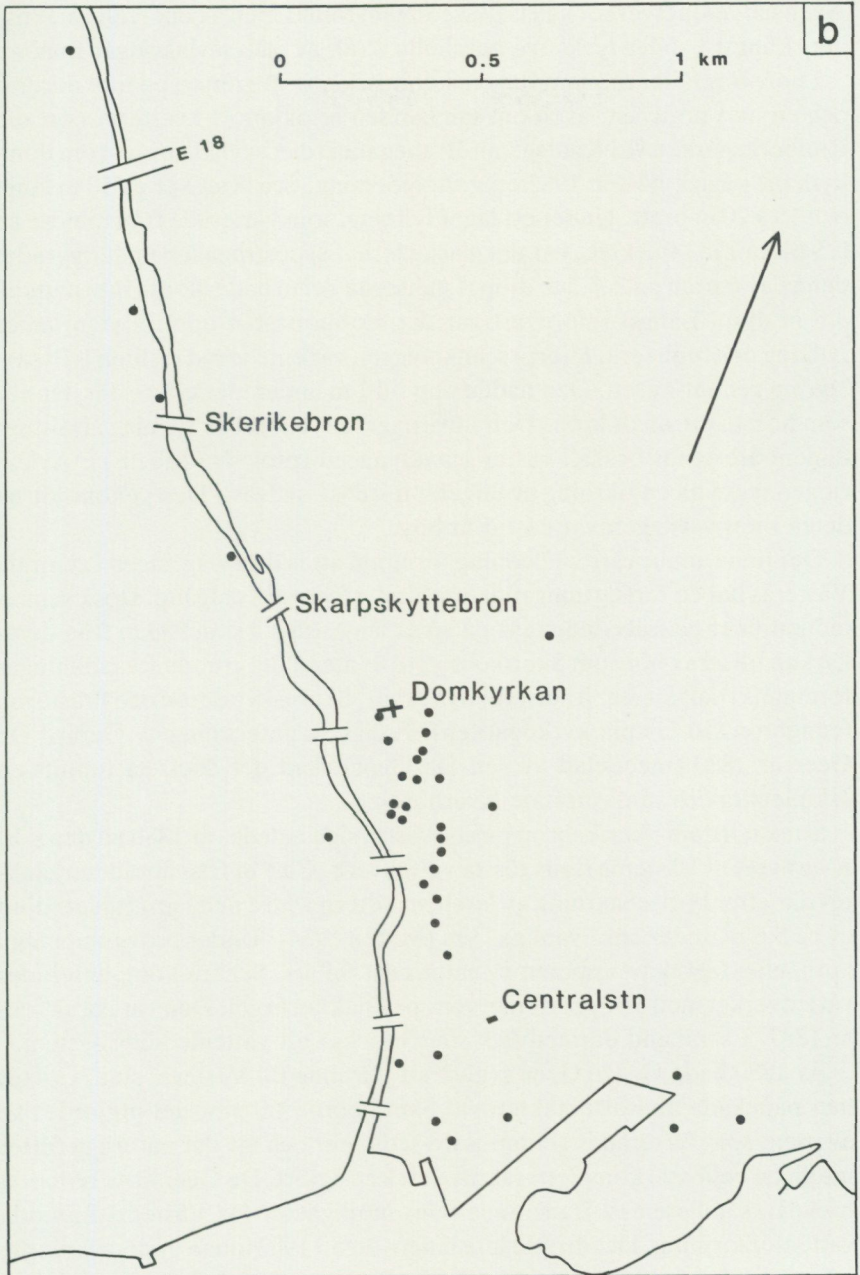 b
0 0.5 1 km
E 18
Skerikebron
Skarpskyttebron
Domkyrkan
Centralstn